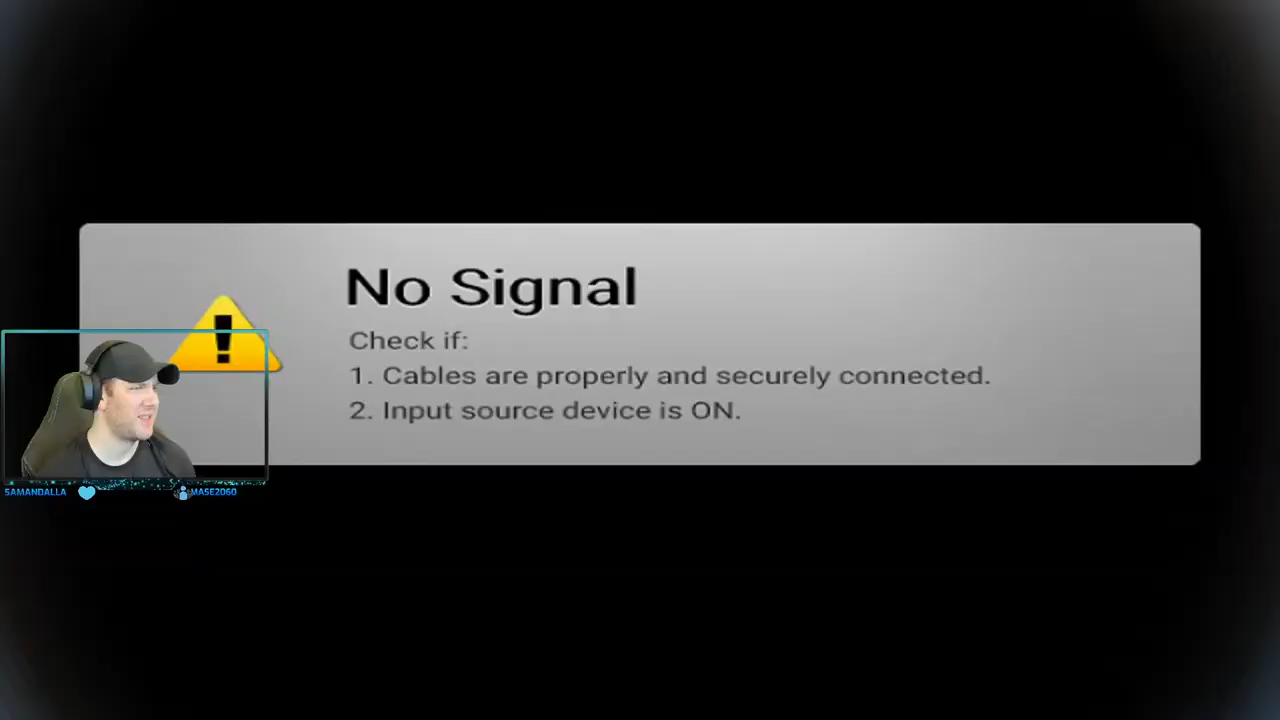 No Signal
Check if:
1. Cables are properly and securely connected.
2. Input source device is ON.
SAMANDALLA
MASE2060